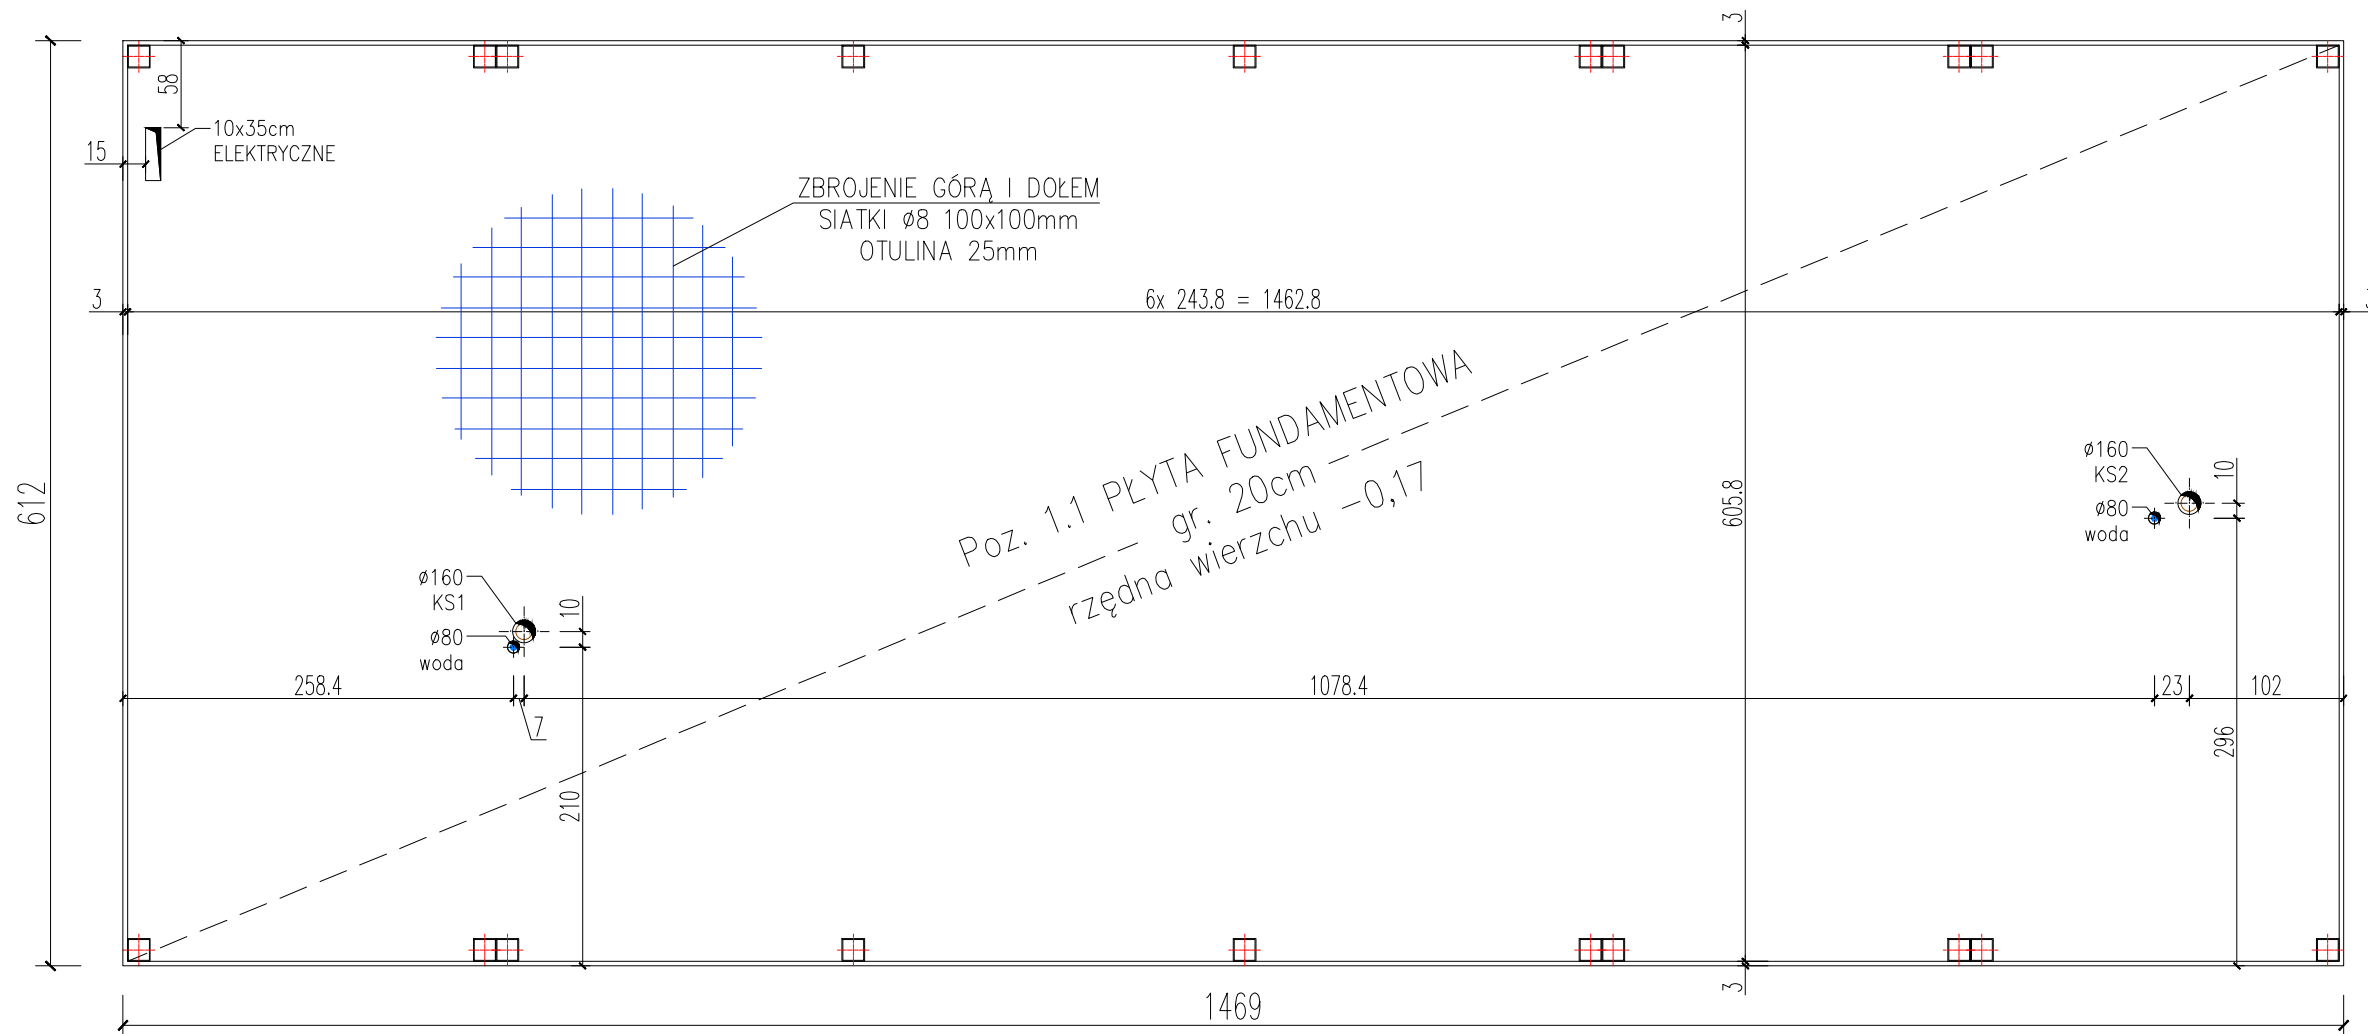 3
58
10x35cm
ELEKTRYCZNE
15
ZBROJENIE GÓRĄ I DOŁEM
SIATKI ø8 100x100mm
OTULINA 25mm
3
6x 243.8 = 1462.8
612
Poz. 1.1 PŁYTA FUNDAMENTOWA
gr. 20cm
rzędna wierzchu -0,17
605.8
ø160
KS2
10
ø80
woda
ø160
KS1
10
ø80
woda
258.4
7
1078.4
23
102
210
296
3
1469